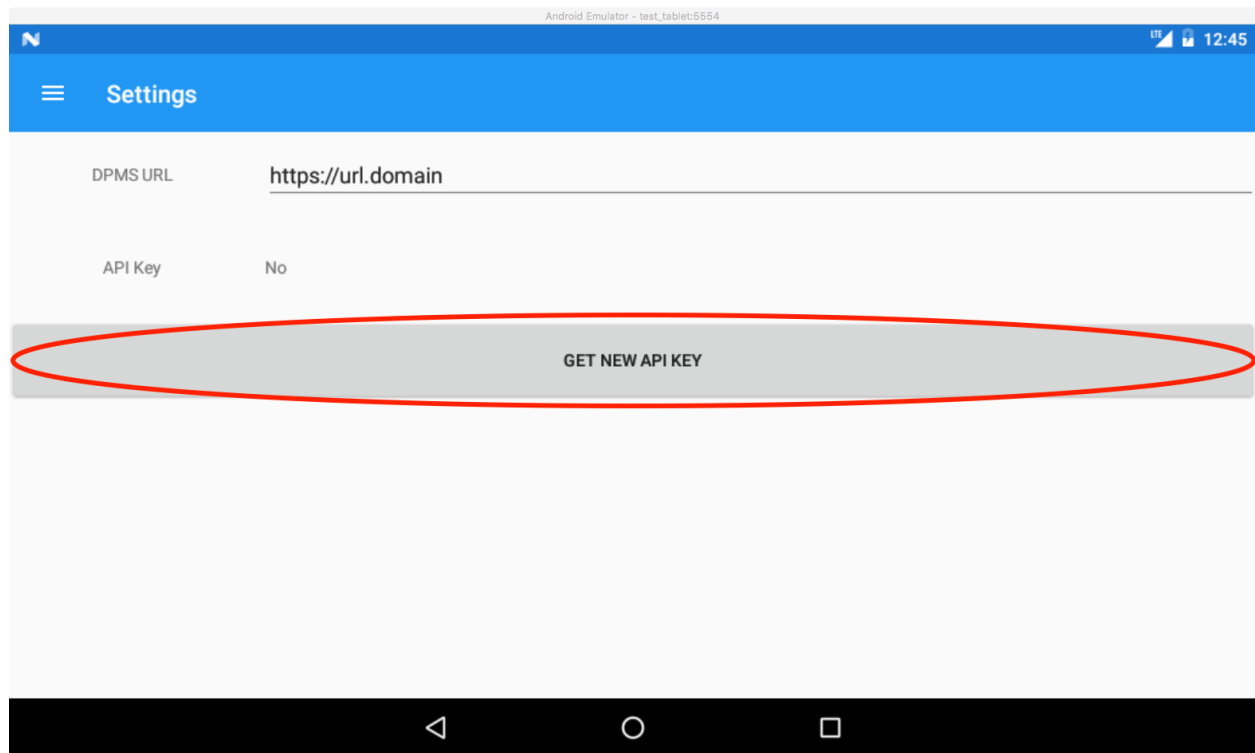 Android Emulator - test_tablet:5554
LTE 12:45
Settings
DPMS URL https://url.domain
API Key No
GET NEW API KEY